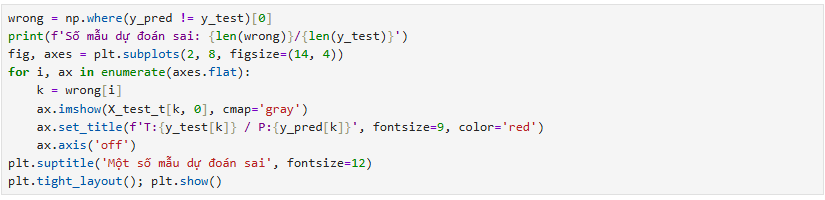 wrong = np.where(y_pred != y_test)[0]
print(f'Số mẫu dự đoán sai: {len(wrong)}/{len(y_test)}')
fig, axes = plt.subplots(2, 8, figsize=(14, 4))
for i, ax in enumerate(axes.flat):
    k = wrong[i]
    ax.imshow(X_test_t[k, 0], cmap='gray')
    ax.set_title(f'T:{y_test[k]} / P:{y_pred[k]}', fontsize=9, color='red')
    ax.axis('off')
plt.suptitle('Một số mẫu dự đoán sai', fontsize=12)
plt.tight_layout(); plt.show()